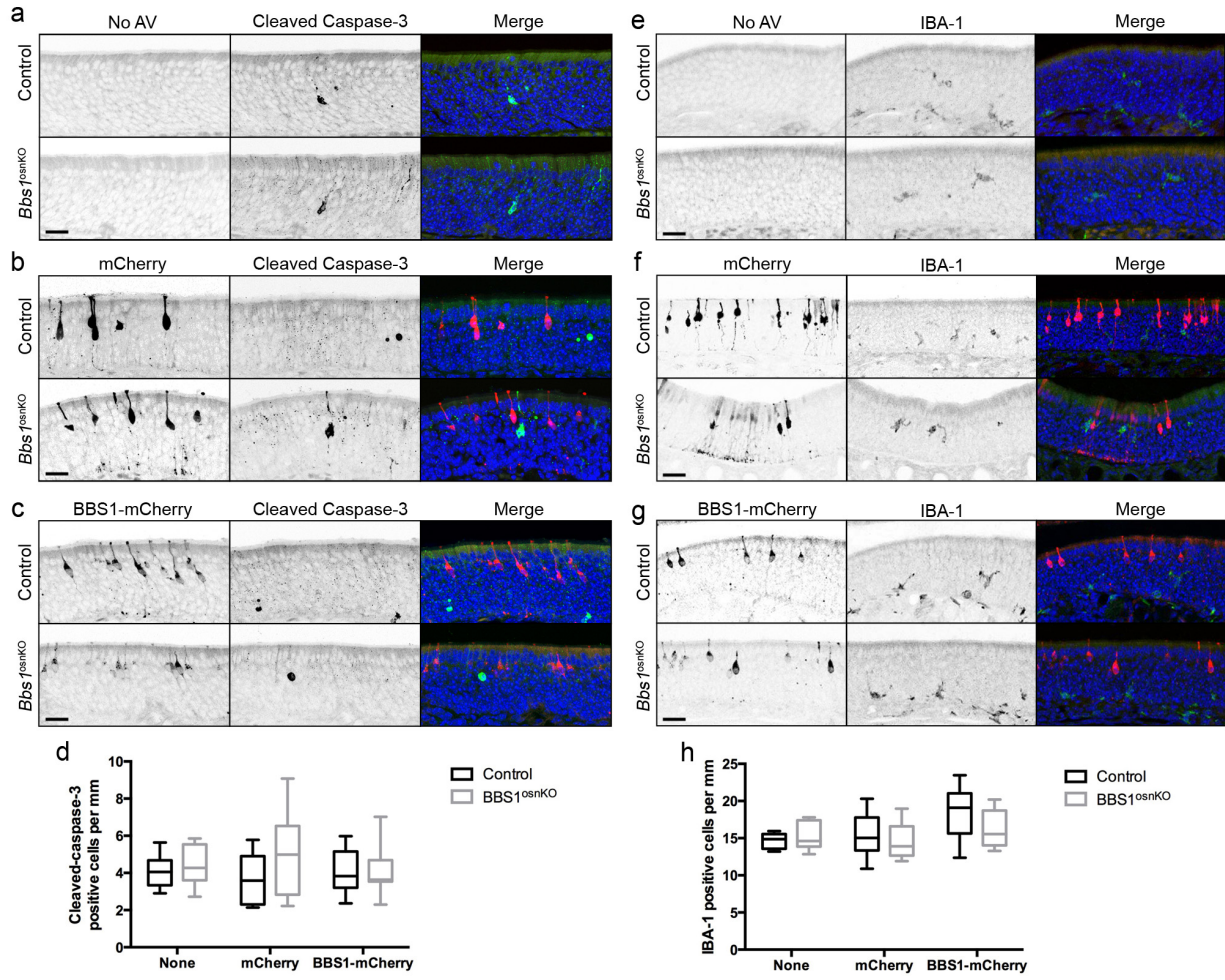 a
No AV Cleaved Caspase-3 Merge
Control
Bbs1osnKO
b
mCherry Cleaved Caspase-3 Merge
Control
Bbs1osnKO
c
BBS1-mCherry Cleaved Caspase-3 Merge
Control
Bbs1osnKO
d
Cleaved-caspase-3
positive cells per mm
10
8
6
4
2
0
None mCherry BBS1-mCherry
Control
BBS1osnKO
e
No AV IBA-1 Merge
Control
Bbs1osnKO
f
mCherry IBA-1 Merge
Control
Bbs1osnKO
g
BBS1-mCherry IBA-1 Merge
Control
Bbs1osnKO
h
IBA-1 positive cells per mm
25
20
15
10
5
0
None mCherry BBS1-mCherry
Control
BBS1osnKO